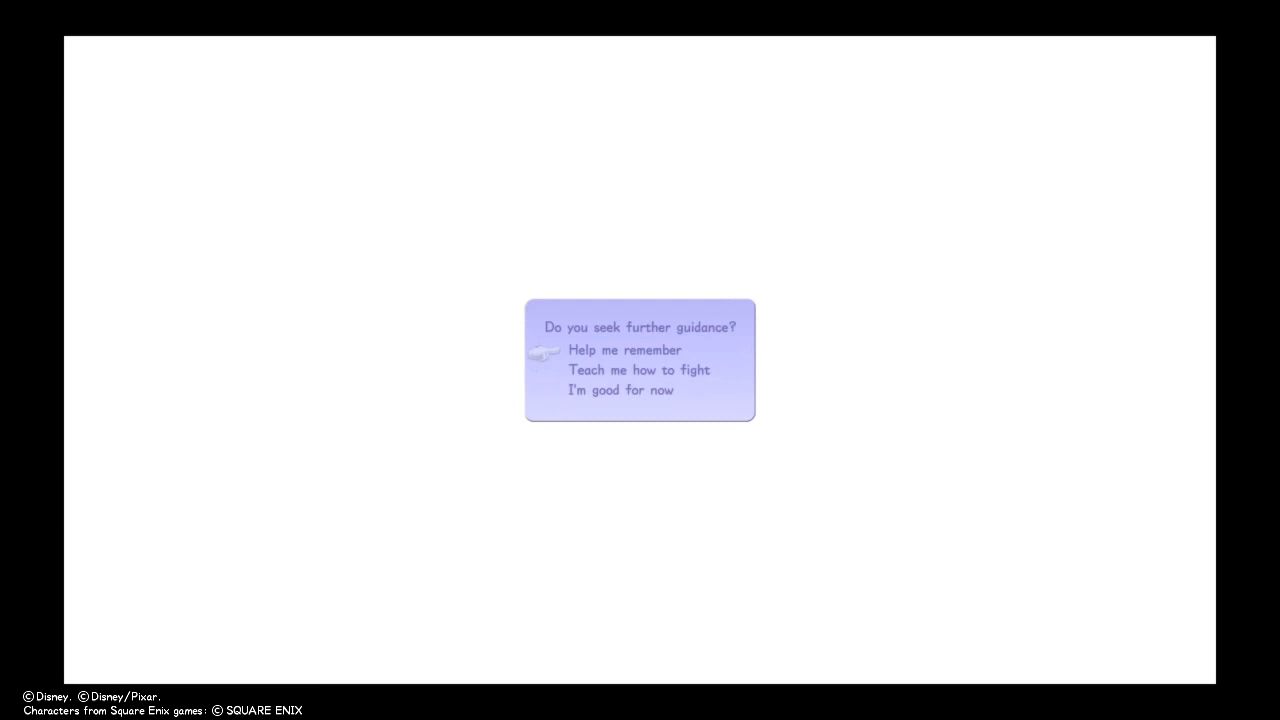 Do you seek further guidance?
Help me remember
Teach me how to fight
I'm good for now
©Disney. ©Disney/Pixar.
Characters from Square Enix games: © SQUARE ENIX